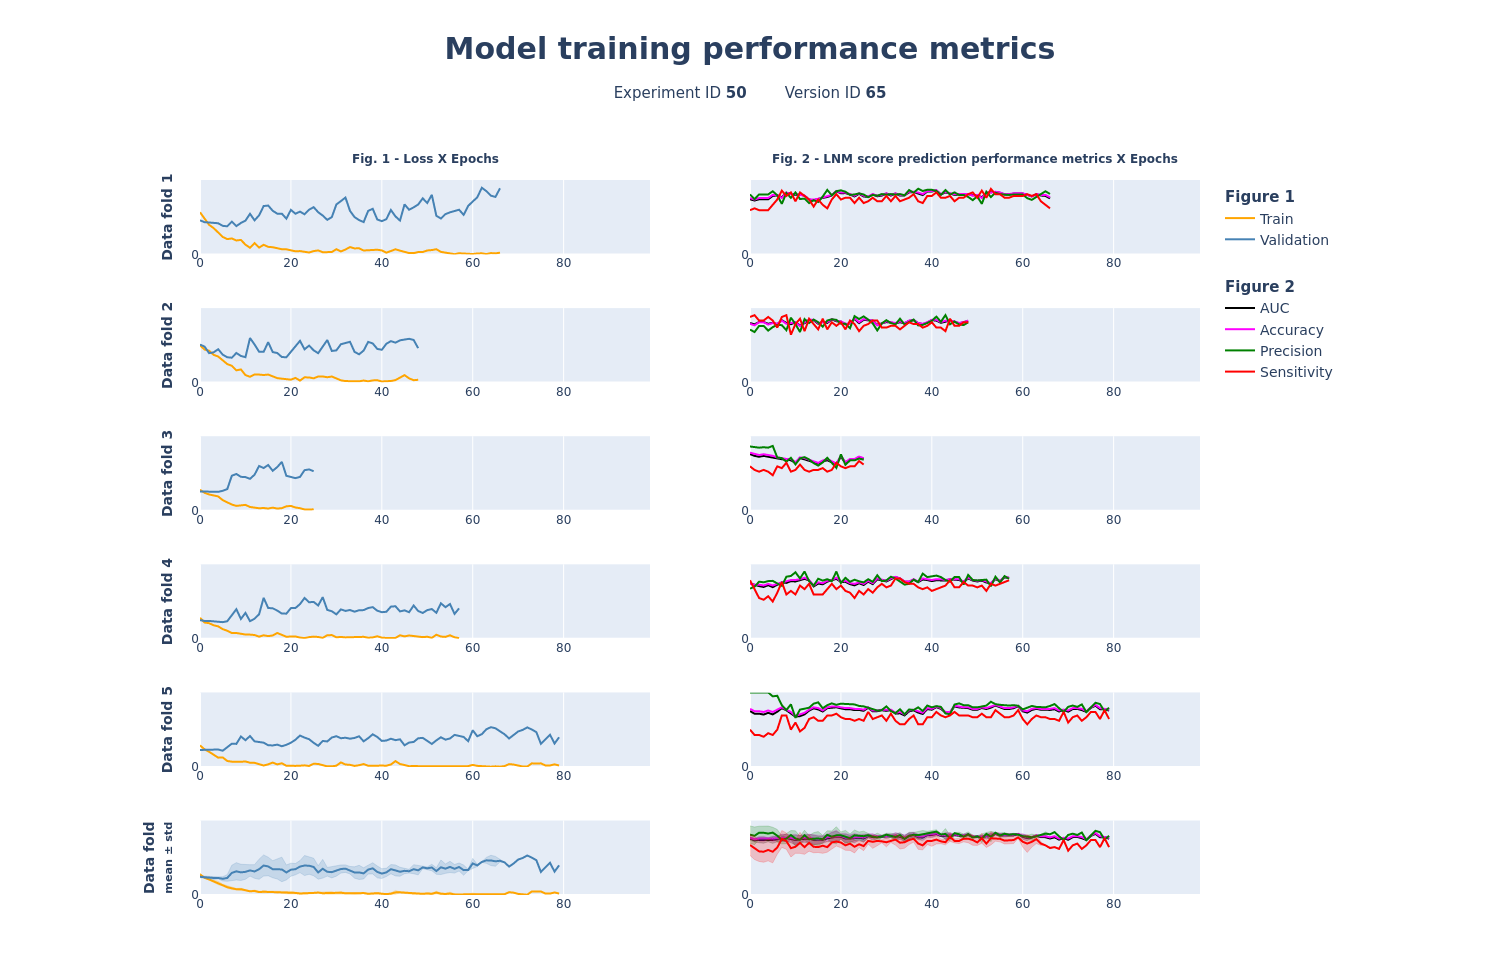 Model training performance metrics
Experiment ID 50 Version ID 65
Fig. 1 - Loss X Epochs
Fig. 2 - LNM score prediction performance metrics X Epochs
Data fold 1
0
0 20 40 60 80
0
0 20 40 60 80
Figure 1
Train
Validation
Figure 2
AUC
Accuracy
Precision
Sensitivity
Data fold 2
0
0 20 40 60 80
0
0 20 40 60 80
Data fold 3
0
0 20 40 60 80
0
0 20 40 60 80
Data fold 4
0
0 20 40 60 80
0
0 20 40 60 80
Data fold 5
0
0 20 40 60 80
0
0 20 40 60 80
Data fold
mean ± std
0
0 20 40 60 80
0
0 20 40 60 80